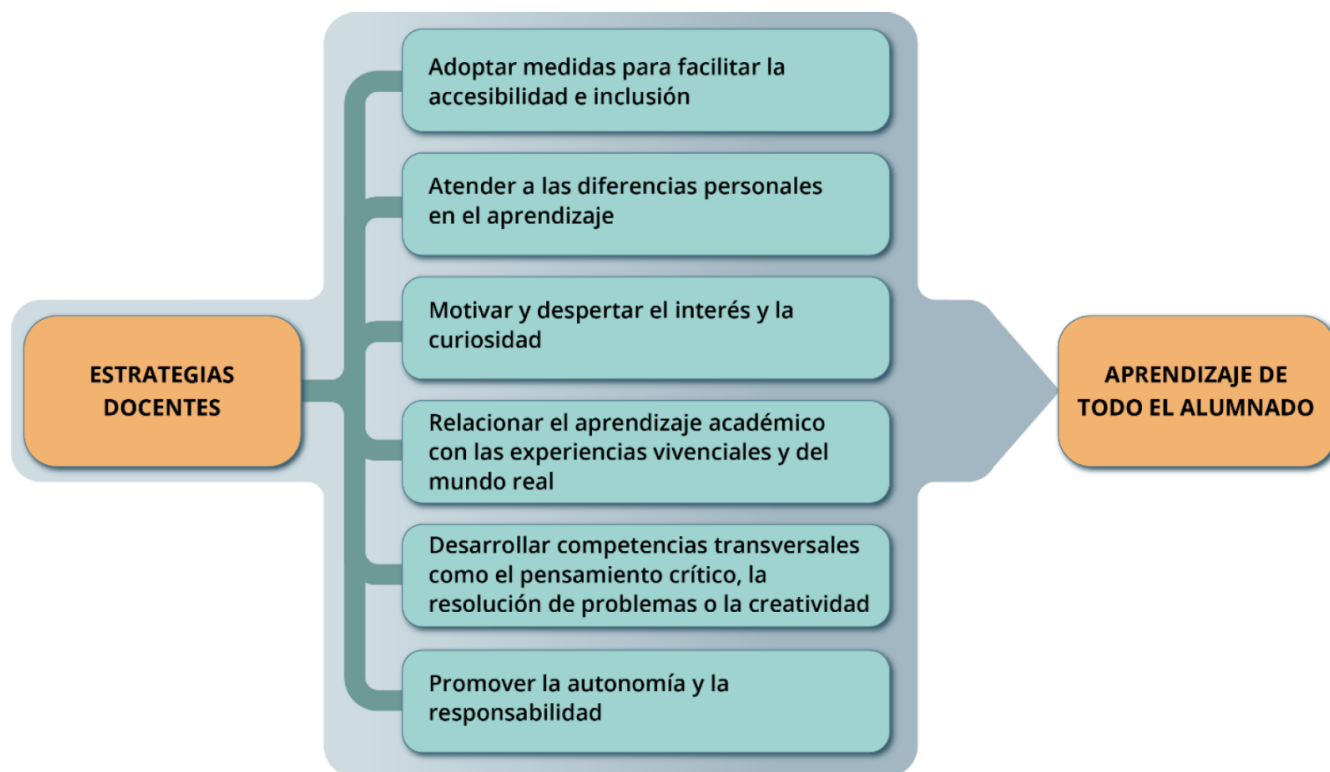 Adoptar medidas para facilitar la
accesibilidad e inclusión
Atender a las diferencias personales
en el aprendizaje
Motivar y despertar el interés y la
curiosidad
ESTRATEGIAS
DOCENTES
APRENDIZAJE DE
TODO EL ALUMNADO
Relacionar el aprendizaje académico
con las experiencias vivenciales y del
mundo real
Desarrollar competencias transversales
como el pensamiento crítico, la
resolución de problemas o la creatividad
Promover la autonomía y la
responsabilidad